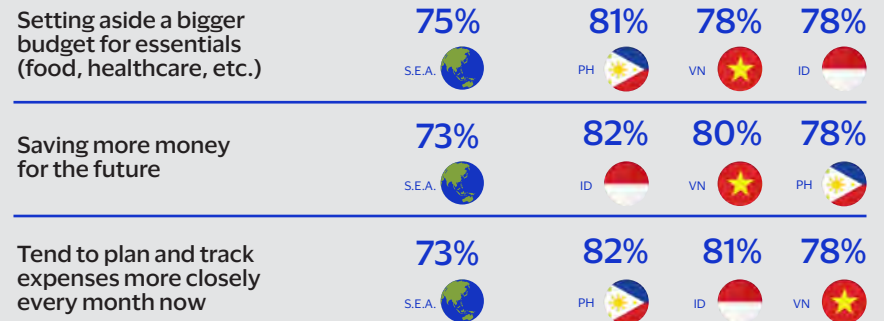 Setting aside a bigger
budget for essentials
(food, healthcare, etc.)
75%
S.E.A.
81%
PH
78%
VN
78%
ID
Saving more money
for the future
73%
S.E.A.
82%
ID
80%
VN
78%
PH
Tend to plan and track
expenses more closely
every month now
73%
S.E.A.
82%
PH
81%
ID
78%
VN